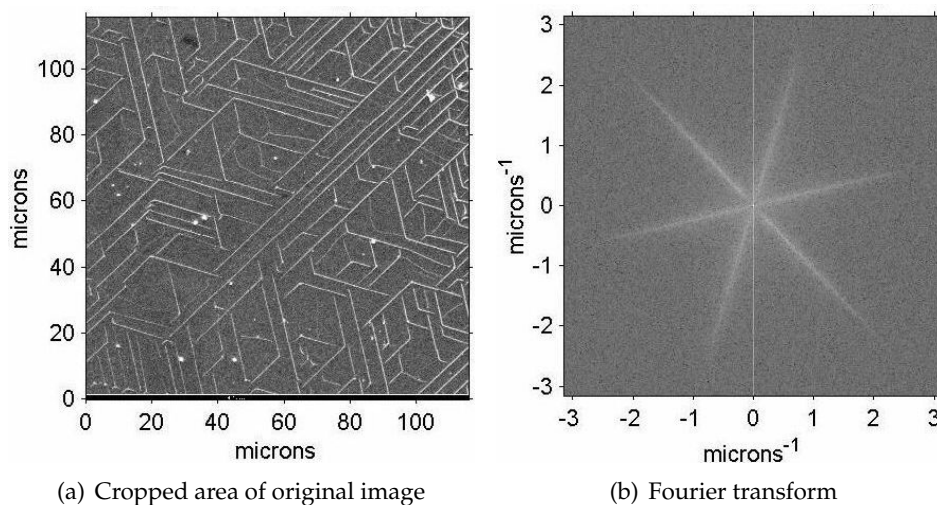 100
80
60
40
20
0
microns
0 20 40 60 80 100
microns
(a) Cropped area of original image
3
2
1
0
-1
-2
-3
microns-1
-3 -2 -1 0 1 2 3
microns-1
(b) Fourier transform